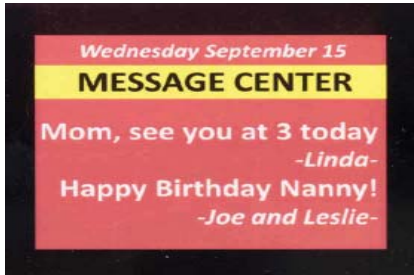 Wednesday September 15
MESSAGE CENTER
Mom, see you at 3 today
-Linda-
Happy Birthday Nanny!
-Joe and Leslie-